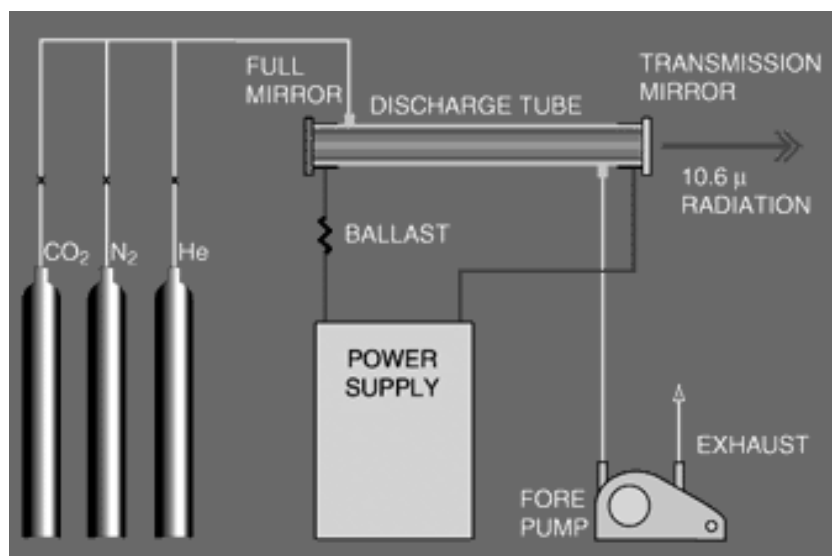 FULL
MIRROR
DISCHARGE TUBE
TRANSMISSION
MIRROR
10.6 μ
RADIATION
CO₂
N₂
He
BALLAST
POWER
SUPPLY
EXHAUST
FORE
PUMP